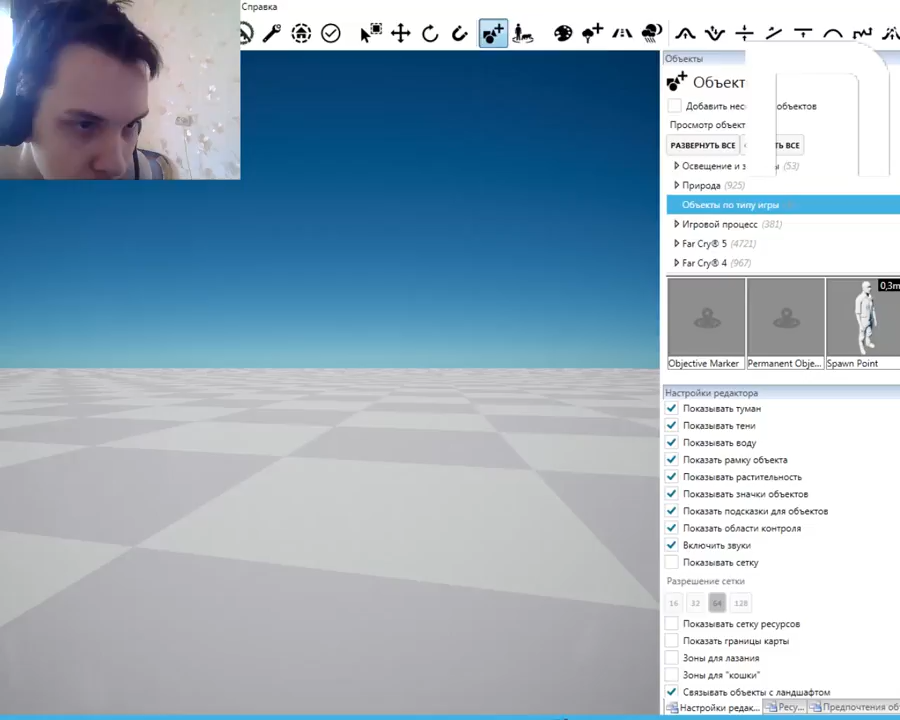 Справка
Объекты
Объект
Добавить нес объектов
Просмотр объект
РАЗВЕРНУТЬ ВСЕ ТЬ ВСЕ
Освещение и з (53)
Природа (925)
Объекты по типу игры
Игровой процесс (381)
Far Cry® 5 (4721)
Far Cry® 4 (967)
0,3m
Objective Marker Permanent Obje... Spawn Point
Настройки редактора
Показывать туман
Показывать тени
Показывать воду
Показать рамку объекта
Показывать растительность
Показывать значки объектов
Показать подсказки для объектов
Показать области контроля
Включить звуки
Показывать сетку
Разрешение сетки
16 32 64 128
Показывать сетку ресурсов
Показать границы карты
Зоны для лазания
Зоны для "кошки"
Связывать объекты с ландшафтом
Настройки редак... Ресу... Предпочтения об